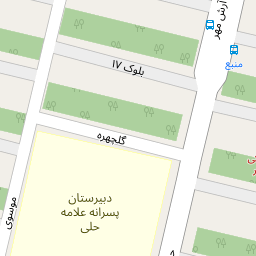 آرش مهر
منبع
بلوک ۱۷
گلچهره
دبیرستان
پسرانه علامه
حلی
موسوی